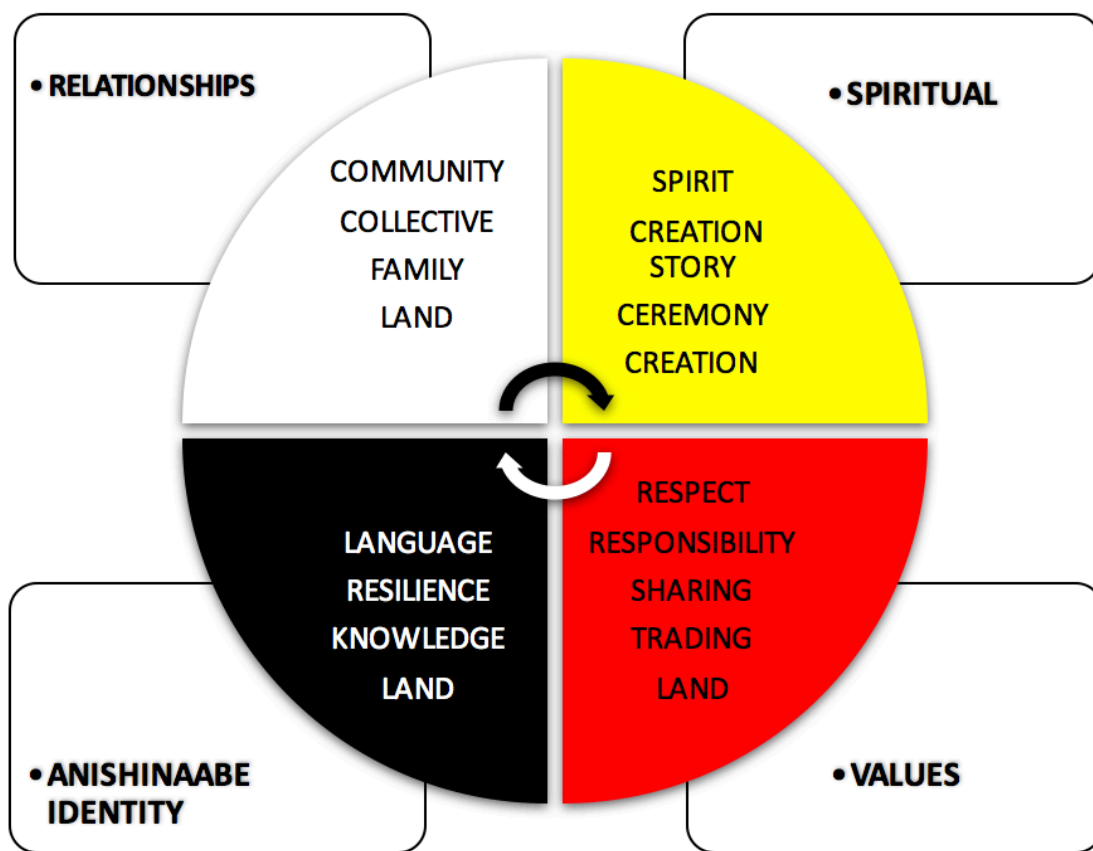 • RELATIONSHIPS
COMMUNITY
COLLECTIVE
FAMILY
LAND
• SPIRITUAL
SPIRIT
CREATION
STORY
CEREMONY
CREATION
LANGUAGE
RESILIENCE
KNOWLEDGE
LAND
• ANISHINAABE
IDENTITY
RESPECT
RESPONSIBILITY
SHARING
TRADING
LAND
• VALUES